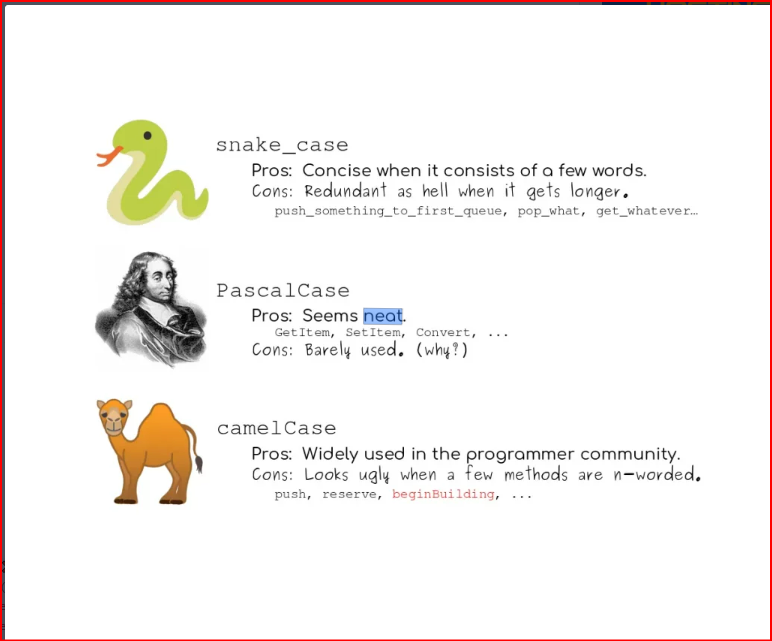 snake_case
Pros: Concise when it consists of a few words.
Cons: Redundant as hell when it gets longer.
push_something_to_first_queue, pop_what, get_whatever…
PascalCase
Pros: Seems neat.
GetItem, SetItem, Convert, ...
Cons: Barely used. (why?)
camelCase
Pros: Widely used in the programmer community.
Cons: Looks ugly when a few methods are n-worded.
push, reserve, beginBuilding, ...